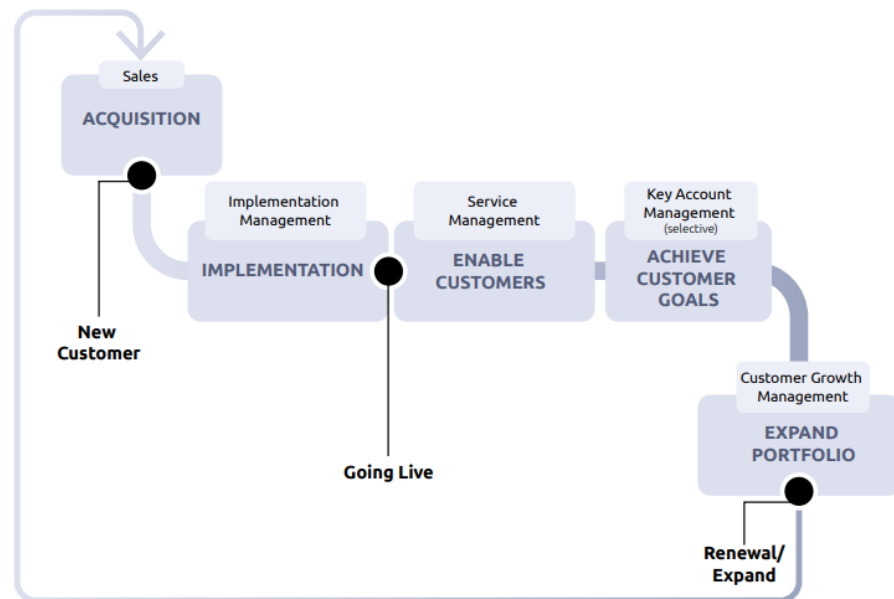 Sales
ACQUISITION
Implementation
Management
IMPLEMENTATION
Service
Management
ENABLE
CUSTOMERS
Key Account
Management
(selective)
ACHIEVE
CUSTOMER
GOALS
New
Customer
Customer Growth
Management
EXPAND
PORTFOLIO
Going Live
Renewal/
Expand